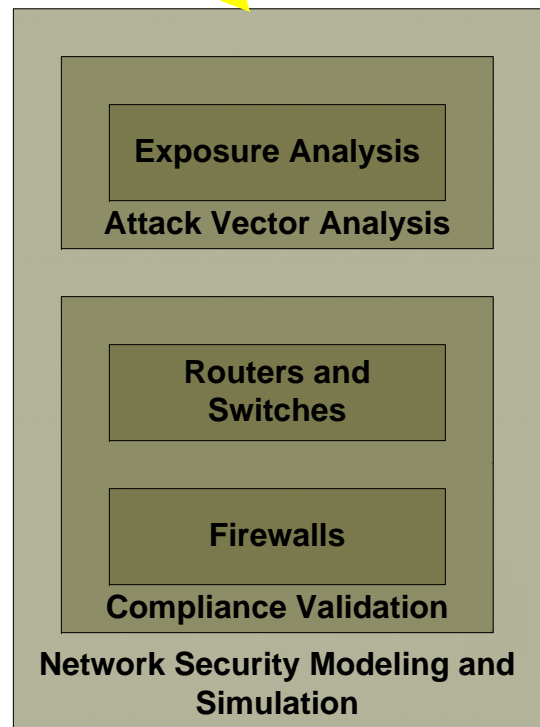 Exposure Analysis
Attack Vector Analysis
Routers and
Switches
Firewalls
Compliance Validation
Network Security Modeling and
Simulation